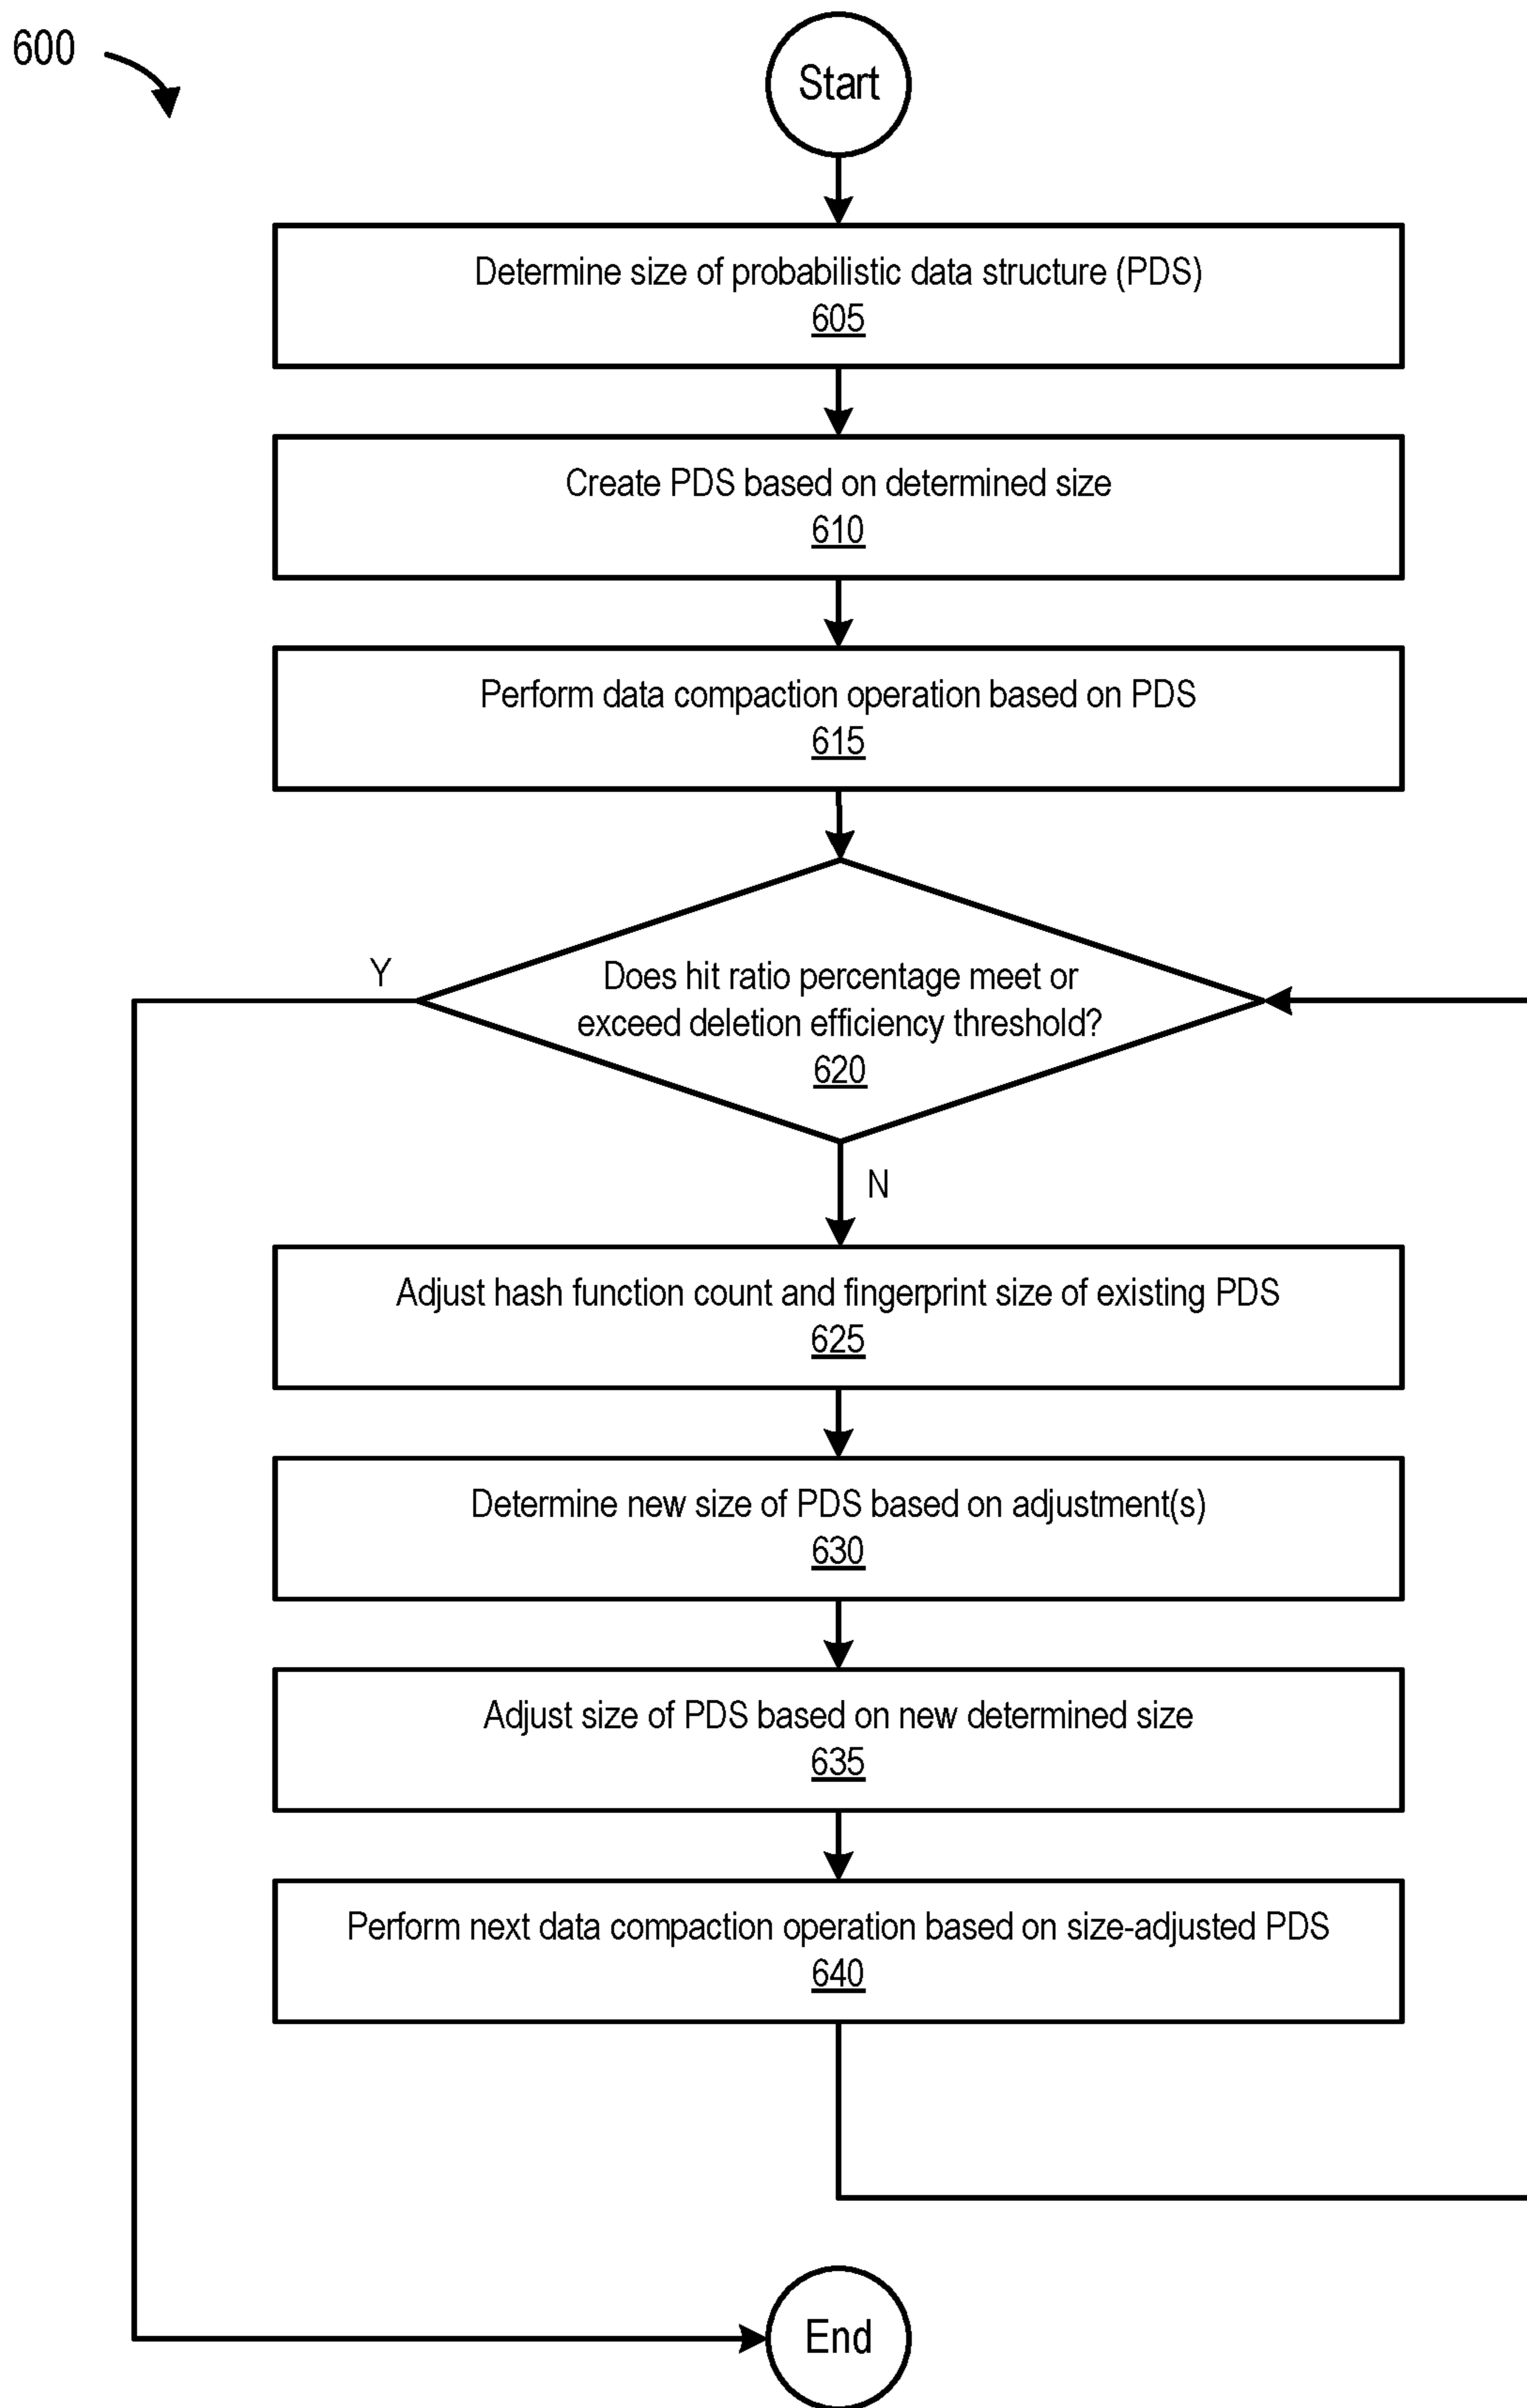 600
Start
Determine size of probabilistic data structure (PDS)
605
Create PDS based on determined size
610
Perform data compaction operation based on PDS
615
Y
Does hit ratio percentage meet or
exceed deletion efficiency threshold?
620
N
Adjust hash function count and fingerprint size of existing PDS
625
Determine new size of PDS based on adjustment(s)
630
Adjust size of PDS based on new determined size
635
Perform next data compaction operation based on size-adjusted PDS
640
End